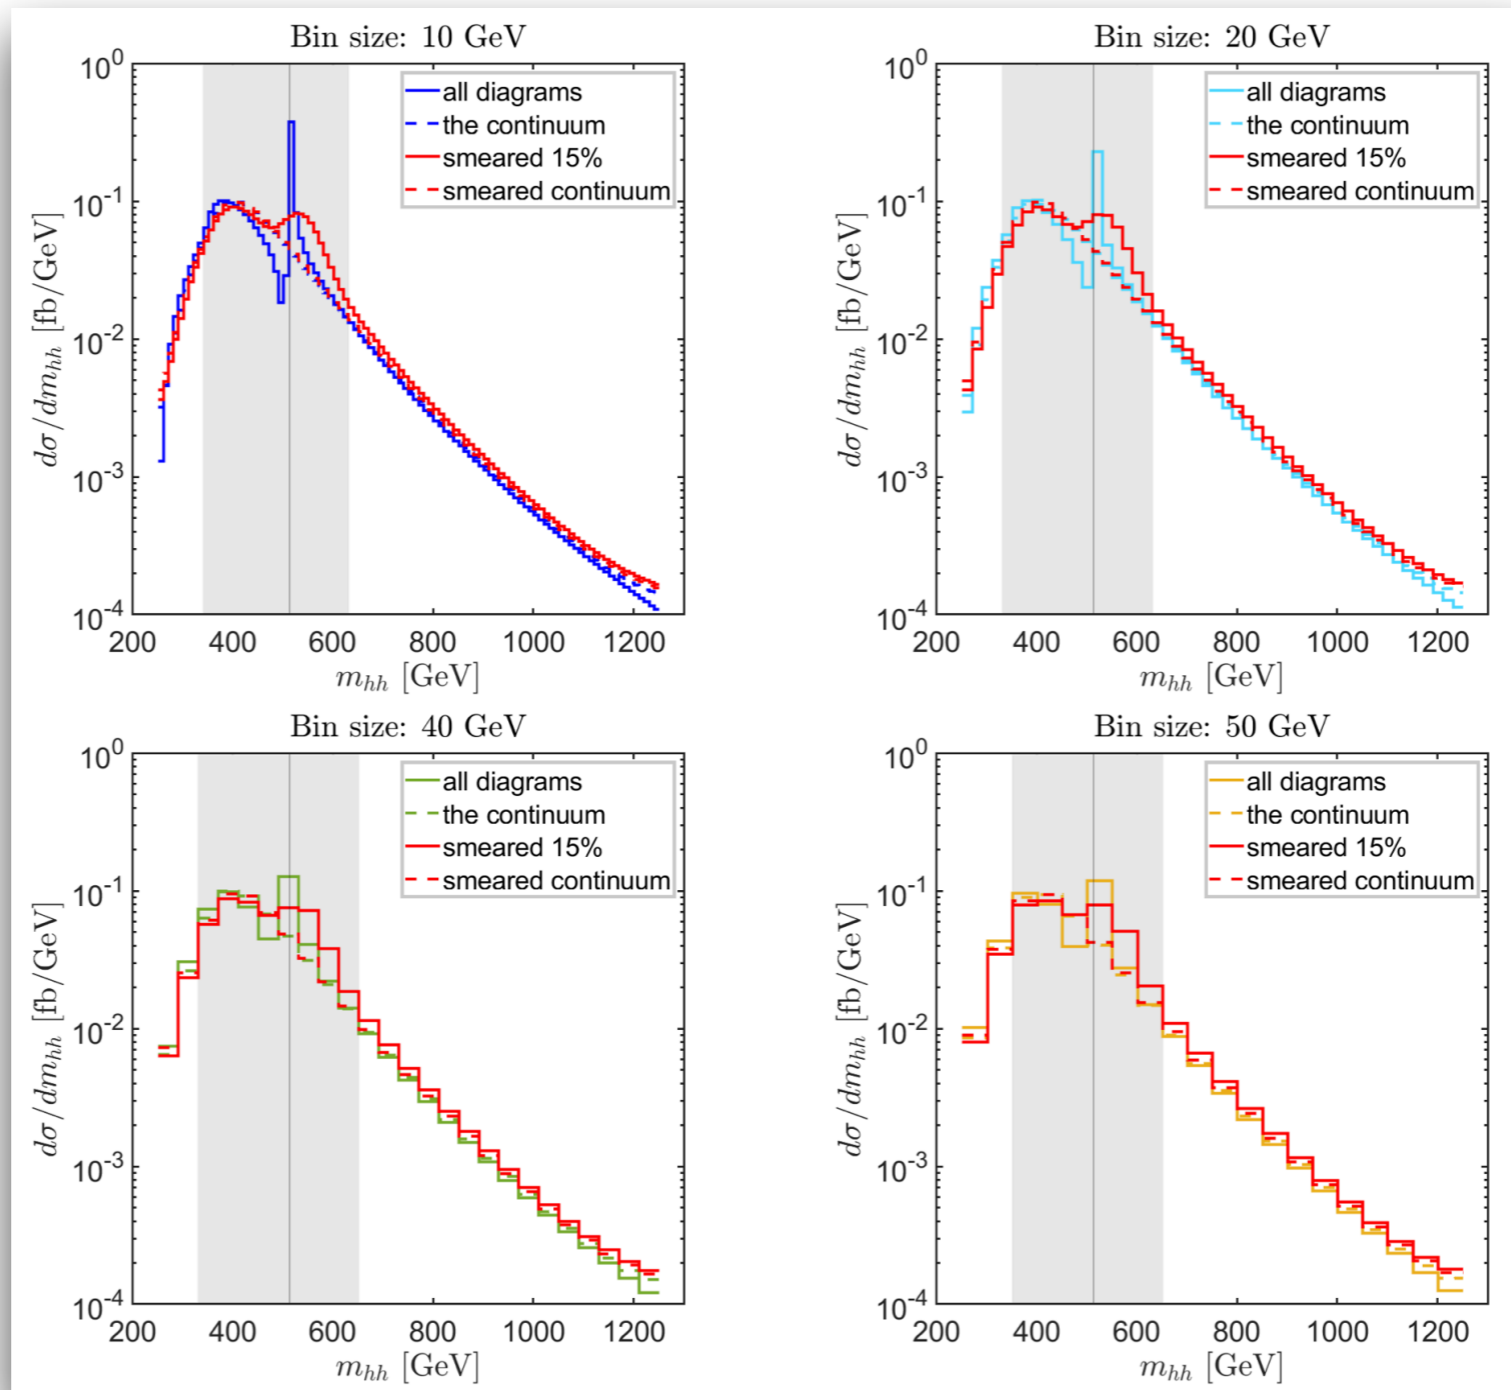 Bin size: 10 GeV
10^0
10^-1
10^-2
10^-3
10^-4
dσ/dm_hh [fb/GeV]
all diagrams
the continuum
smeared 15%
smeared continuum
200 400 600 800 1000 1200
m_hh [GeV]
Bin size: 20 GeV
10^0
10^-1
10^-2
10^-3
10^-4
dσ/dm_hh [fb/GeV]
all diagrams
the continuum
smeared 15%
smeared continuum
200 400 600 800 1000 1200
m_hh [GeV]
Bin size: 40 GeV
10^0
10^-1
10^-2
10^-3
10^-4
dσ/dm_hh [fb/GeV]
all diagrams
the continuum
smeared 15%
smeared continuum
200 400 600 800 1000 1200
m_hh [GeV]
Bin size: 50 GeV
10^0
10^-1
10^-2
10^-3
10^-4
dσ/dm_hh [fb/GeV]
all diagrams
the continuum
smeared 15%
smeared continuum
200 400 600 800 1000 1200
m_hh [GeV]